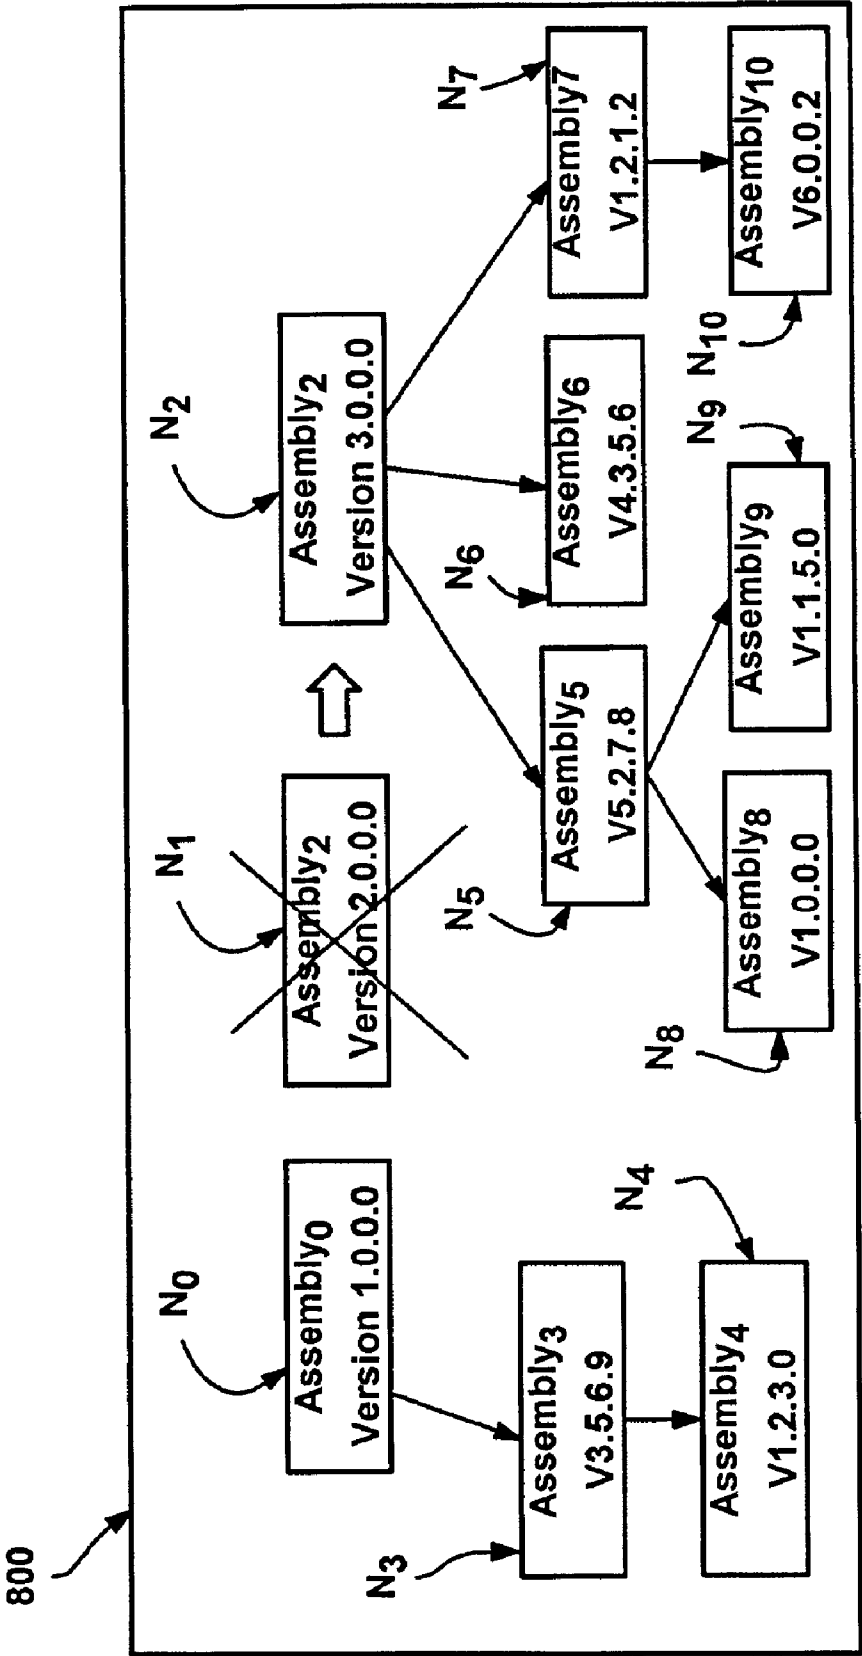 800
N₀
Assembly₀
Version 1.0.0.0
N₁
Assembly₂
Version 2.0.0.0
N₂
Assembly₂
Version 3.0.0.0
N₃
Assembly₃
V3.5.6.9
N₅
Assembly₅
V5.2.7.8
N₆
Assembly₆
V4.3.5.6
N₇
Assembly₇
V1.2.1.2
N₄
Assembly₄
V1.2.3.0
N₈
Assembly₈
V1.0.0.0
N₉
Assembly₉
V1.1.5.0
N₁₀
Assembly₁₀
V6.0.0.2